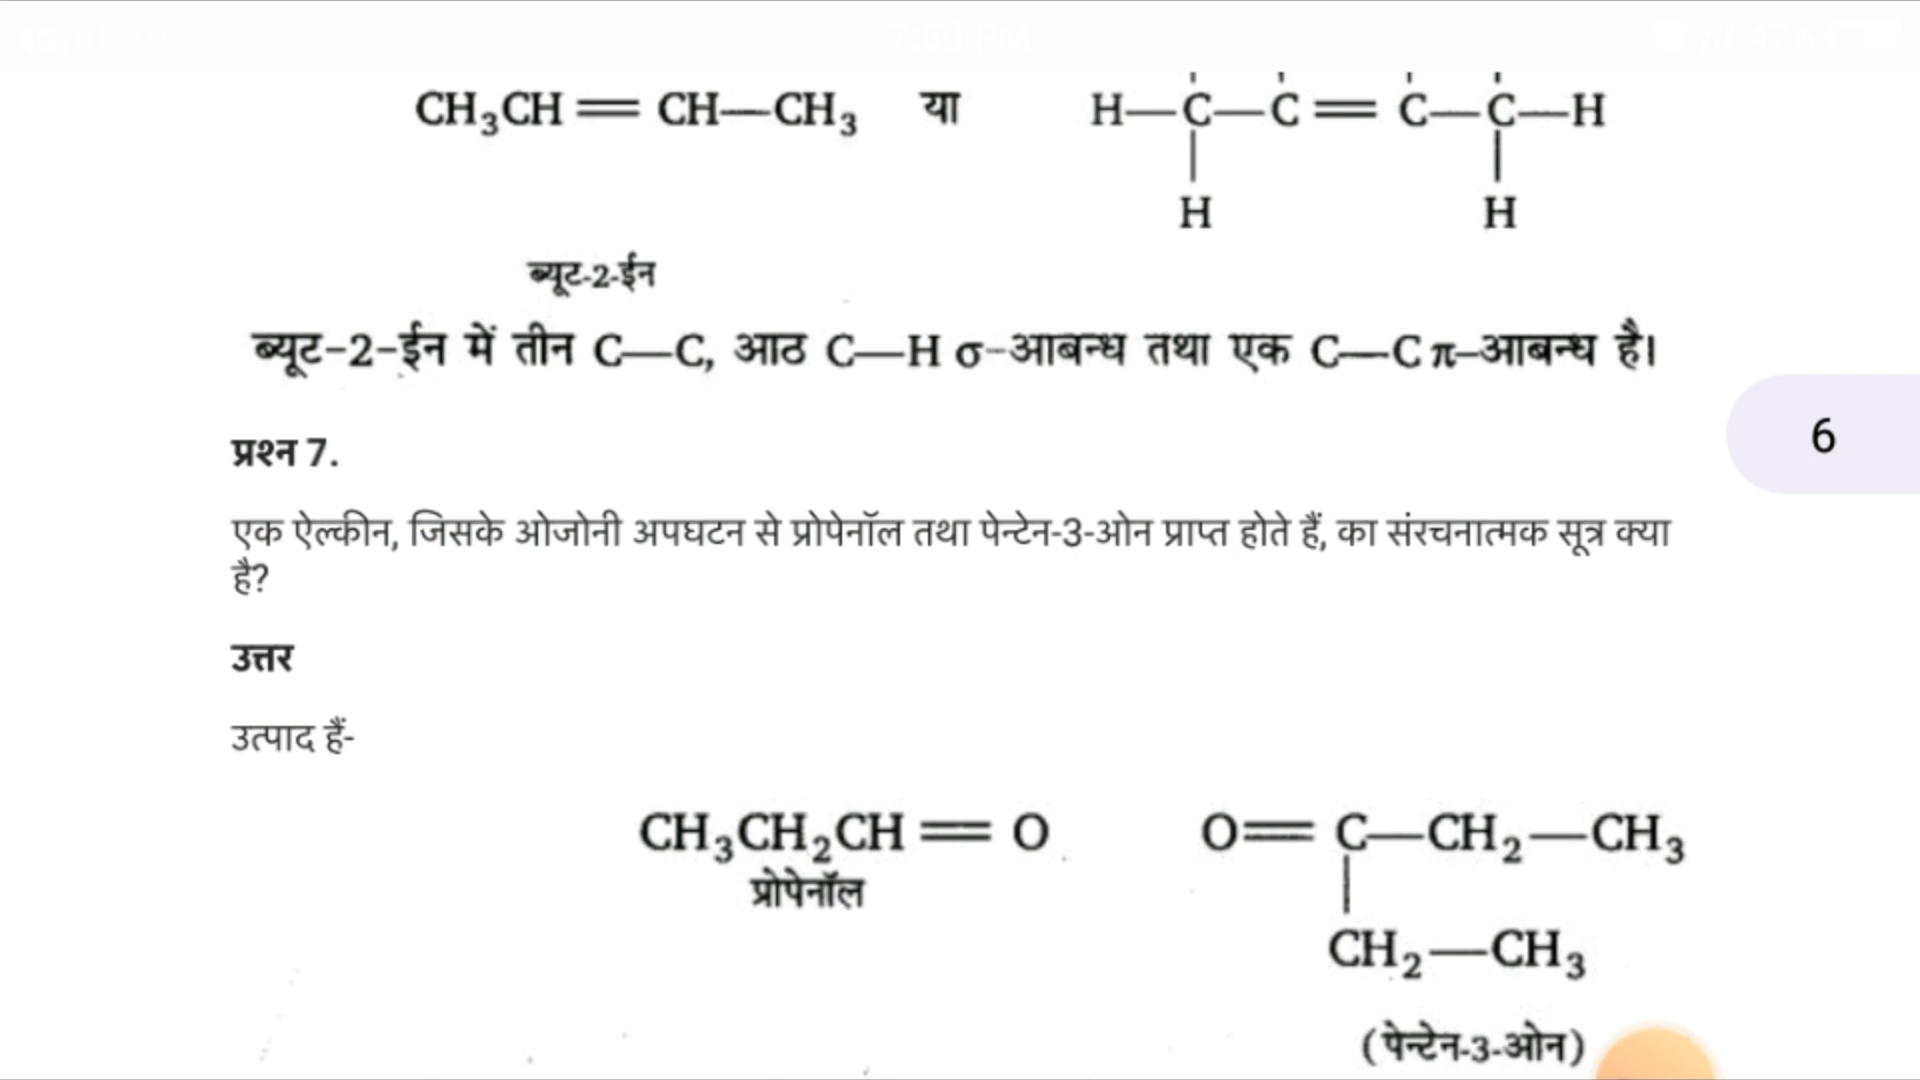 CH₃CH=CH—CH₃ या H—C—C=C—C—H
H H
ब्यूट-2-ईन
ब्यूट-2-ईन में तीन C—C, आठ C—H σ-आबन्ध तथा एक C—C π-आबन्ध है।
प्रश्न 7.
एक ऐल्कीन, जिसके ओजोनी अपघटन से प्रोपेनॉल तथा पेन्टेन-3-ओन प्राप्त होते हैं, का संरचनात्मक सूत्र क्या
है?
उत्तर
उत्पाद हैं-
CH₃CH₂CH=O O=C—CH₂—CH₃
प्रोपेनॉल
CH₂—CH₃
(पेन्टेन-3-ओन)
6